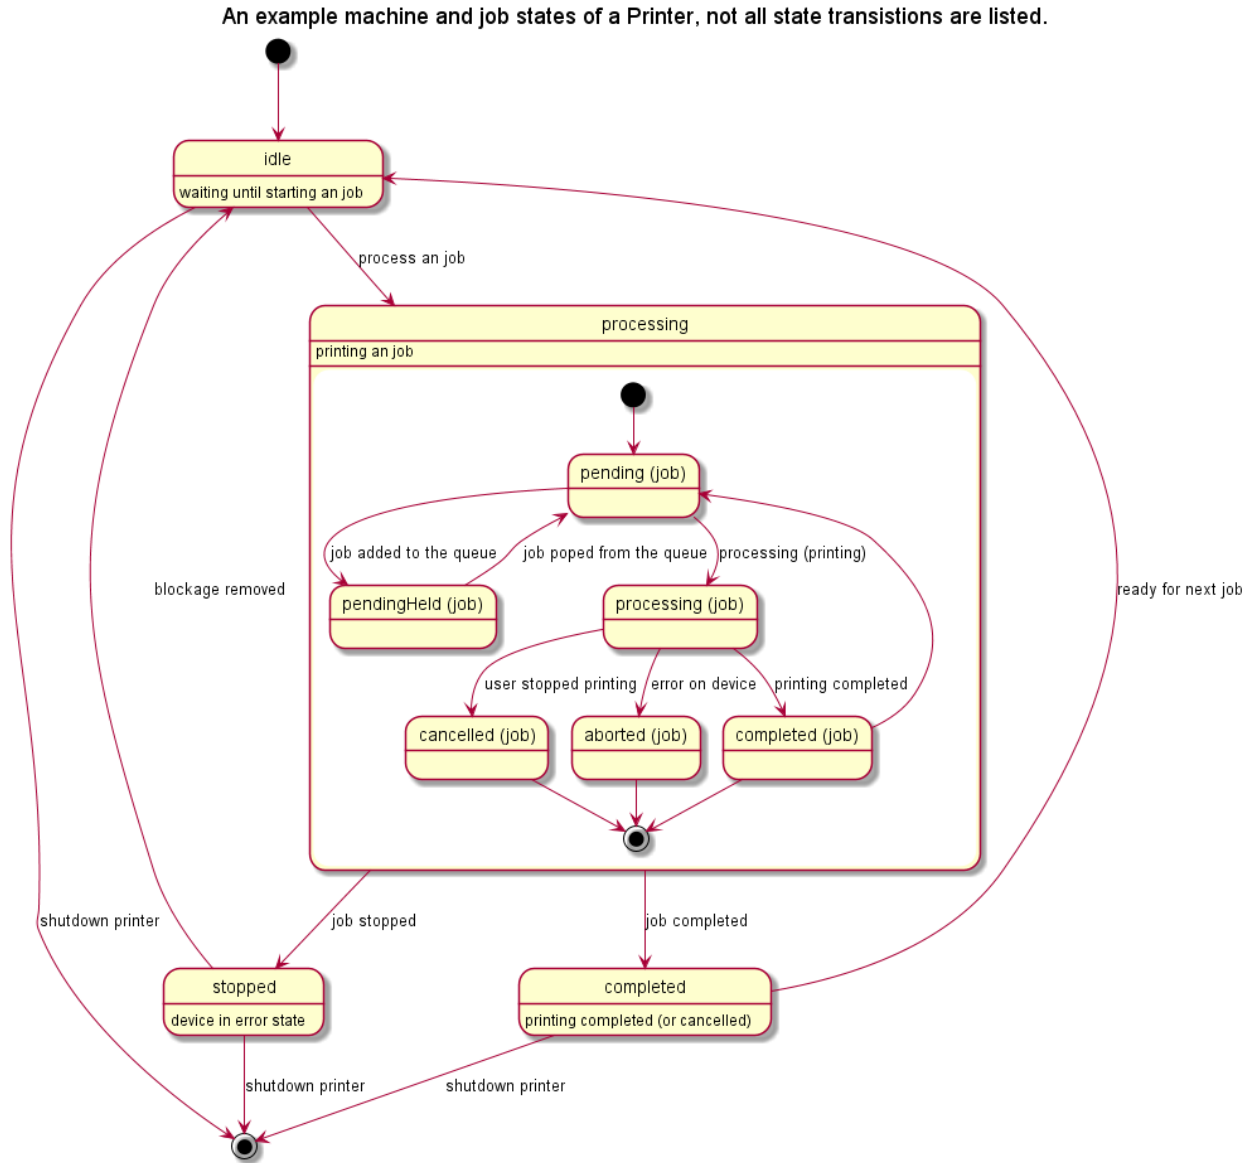 An example machine and job states of a Printer, not all state transistions are listed.
idle
waiting until starting an job
process an job
processing
printing an job
pending (job)
job added to the queue
job poped from the queue
processing (printing)
blockage removed
ready for next job
pendingHeld (job)
processing (job)
user stopped printing
error on device
printing completed
cancelled (job)
aborted (job)
completed (job)
shutdown printer
job stopped
job completed
stopped
device in error state
completed
printing completed (or cancelled)
shutdown printer
shutdown printer